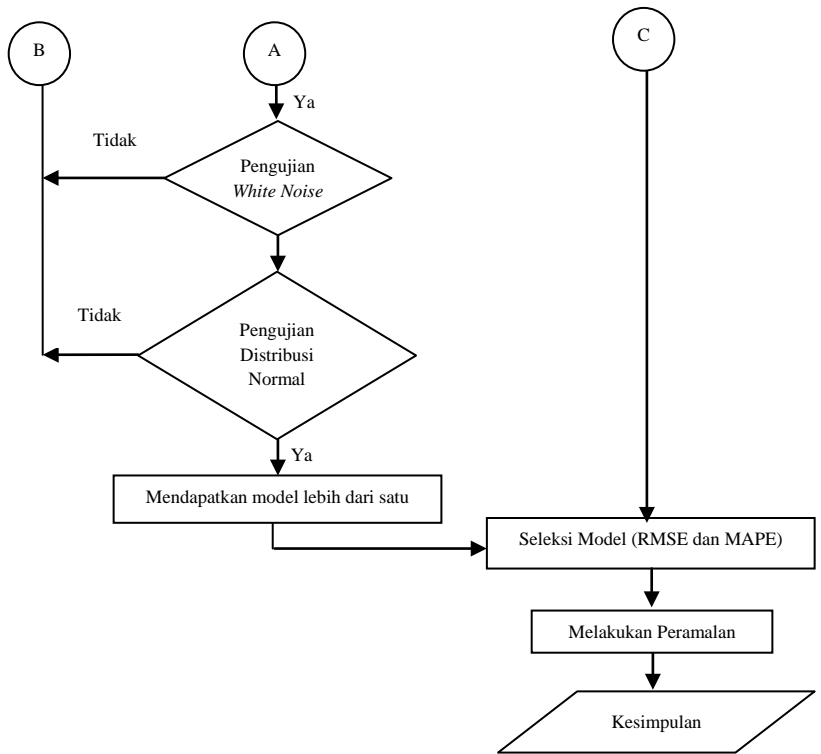 B
A
C
Ya
Tidak
Pengujian
White Noise
Tidak
Pengujian
Distribusi
Normal
Ya
Mendapatkan model lebih dari satu
Seleksi Model (RMSE dan MAPE)
Melakukan Peramalan
Kesimpulan